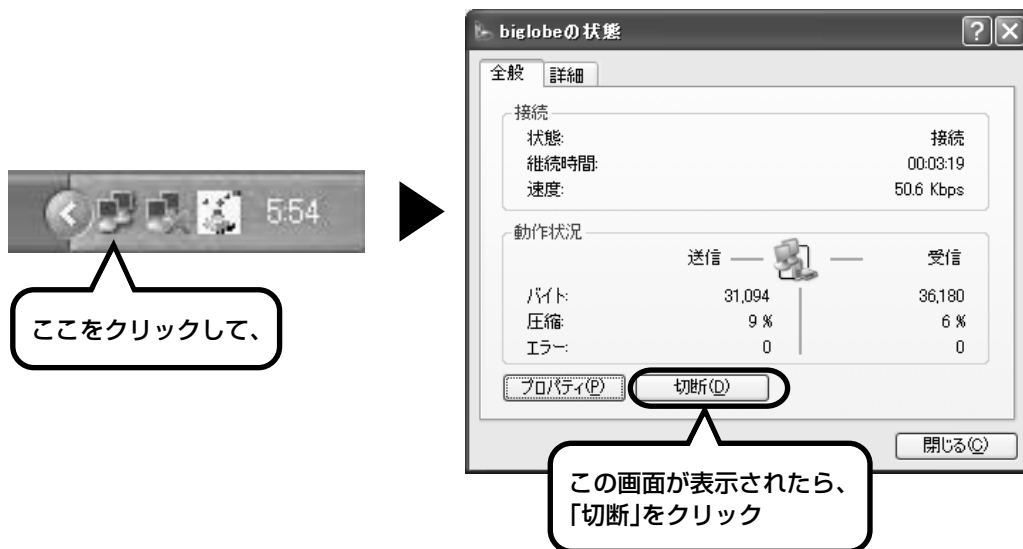 5:54
ここをクリックして、
biglobeの状態
全般 詳細
接続
状態: 接続
継続時間: 00:03:19
速度: 50.6 Kbps
動作状況
送信 受信
バイト: 31,094 36,180
圧縮: 9 % 6 %
エラー: 0 0
プロパティ(P) 切断(D)
閉じる(C)
この画面が表示されたら、
「切断」をクリック